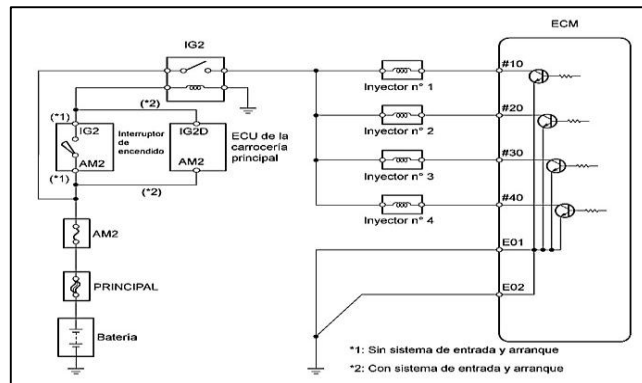 ECM
IG2
#10
Inyector n° 1
(*2)
(*1)
IG2
Interruptor de encendido
AM2
(*1)
IG2D
AM2
ECU de la carrocería principal
(*2)
#20
Inyector n° 2
#30
Inyector n° 3
#40
Inyector n° 4
AM2
E01
PRINCIPAL
E02
Bateria
*1: Sin sistema de entrada y arranque
*2: Con sistema de entrada y arranque